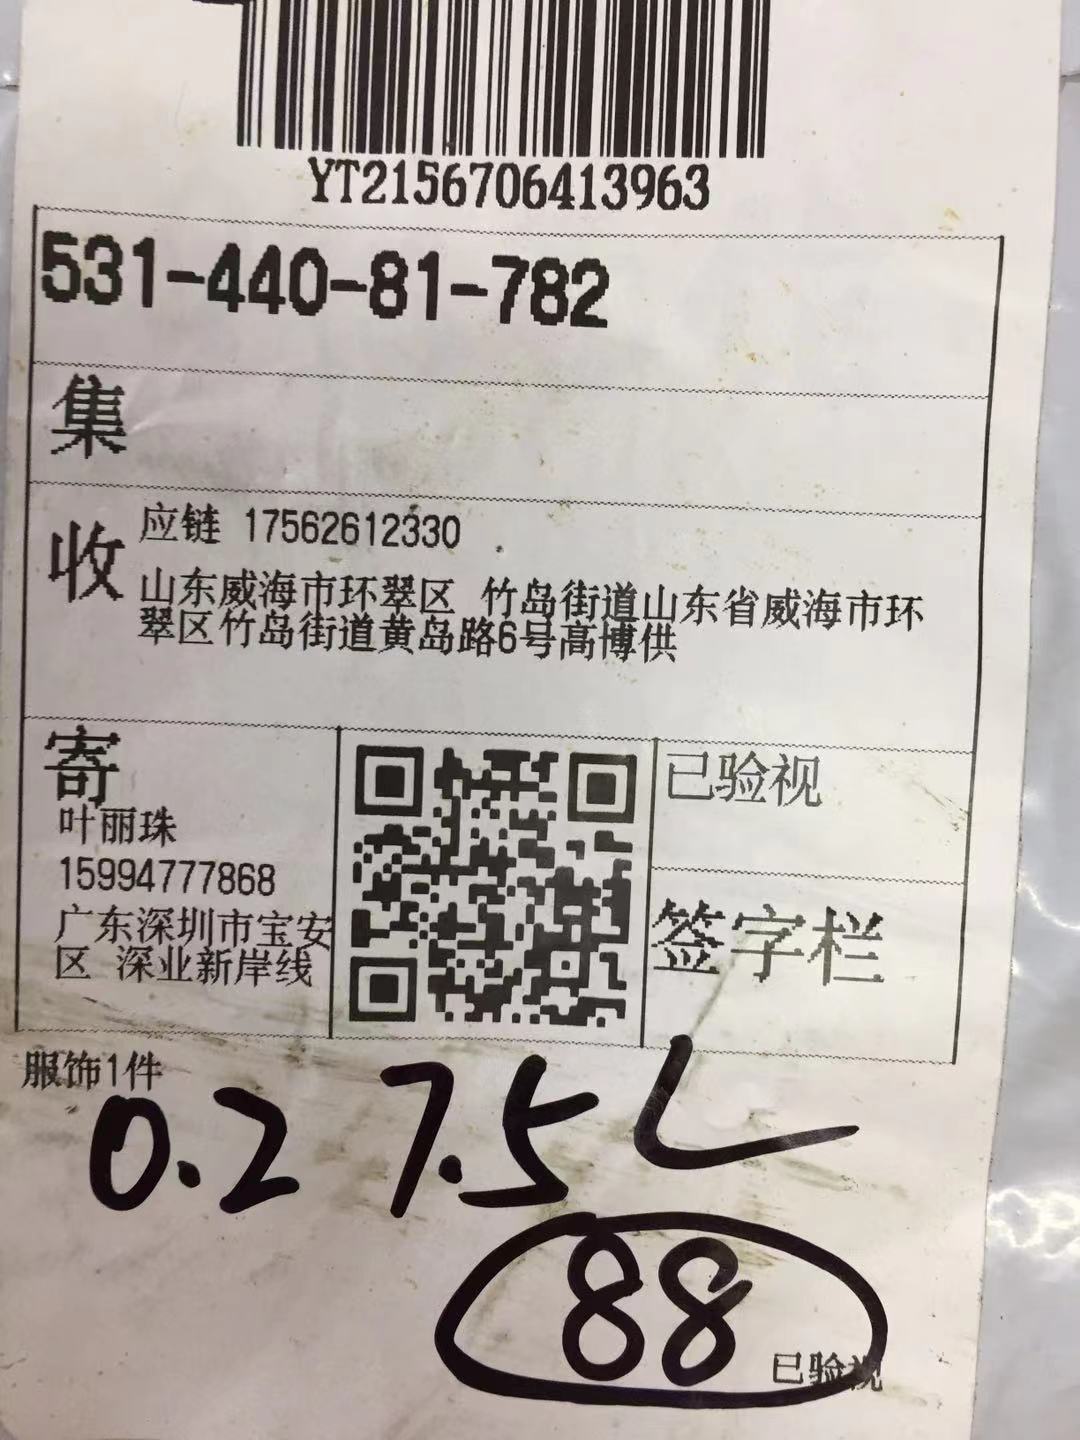 YT2156706413963
531-440-81-782
集
收
应链 17562612330
山东威海市环翠区 竹岛街道山东省威海市环
翠区竹岛街道黄岛路6号高博供
寄
叶丽珠
15994777868
广东深圳市宝安
区 深业新岸线
已验视
签字栏
服饰1件
0.2 7.5 L
88
已验视